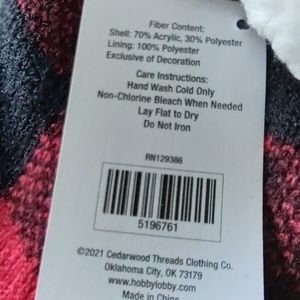 Fiber Content:
Shell: 70% Acrylic, 30% Polyester
Lining: 100% Polyester
Exclusive of Decoration
Care Instructions:
Hand Wash Cold Only
Non-Chlorine Bleach When Needed
Lay Flat to Dry
Do Not Iron
RN129386
5196761
©2021 Cedarwood Threads Clothing Co.
Oklahoma City, OK 73179
www.hobbylobby.com
Made in China